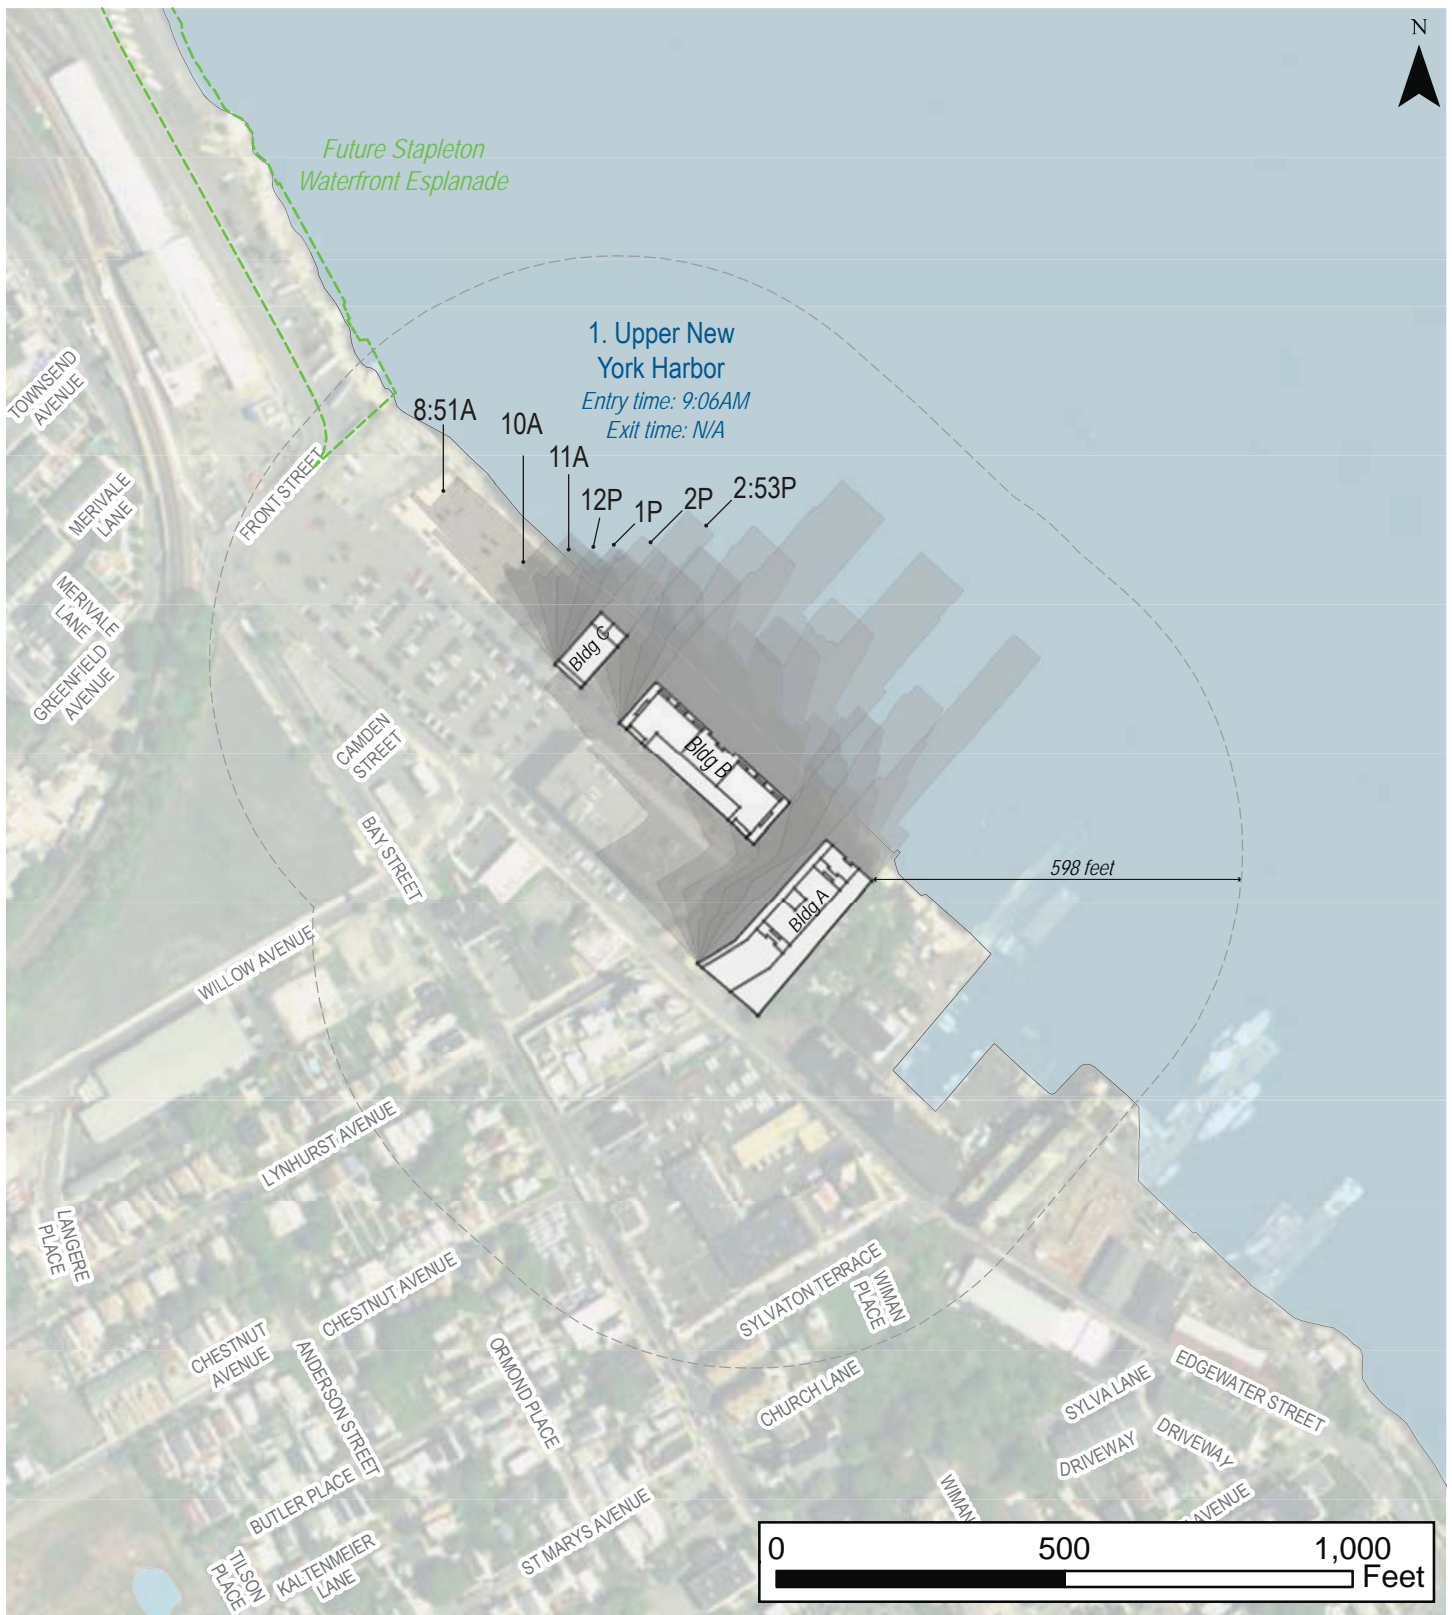 N
Future Stapleton
Waterfront Esplanade
1. Upper New
York Harbor
Entry time: 9:06AM
Exit time: N/A
8:51A
10A
11A
12P
1P
2P
2:53P
TOWNSEND
AVENUE
MERIVALE
LANE
FRONT STREET
MERIVALE
LANE
GREENFIELD
AVENUE
Bldg C
CAMDEN
STREET
Bldg B
BAY STREET
598 feet
Bldg A
WILLOW AVENUE
LYNHURST AVENUE
LANGERE
PLACE
CHESTNUT AVENUE
SYLVATON TERRACE
WIMAN
PLACE
CHESTNUT
AVENUE
ANDERSON STREET
ORMOND PLACE
CHURCH LANE
SYLVA LANE
EDGEWATER STREET
DRIVEWAY
DRIVEWAY
BUTLER PLACE
ST MARYS AVENUE
WIMAN
AVENUE
TILSON
PLACE
KALTENMEIER
LANE
0 500 1,000
Feet